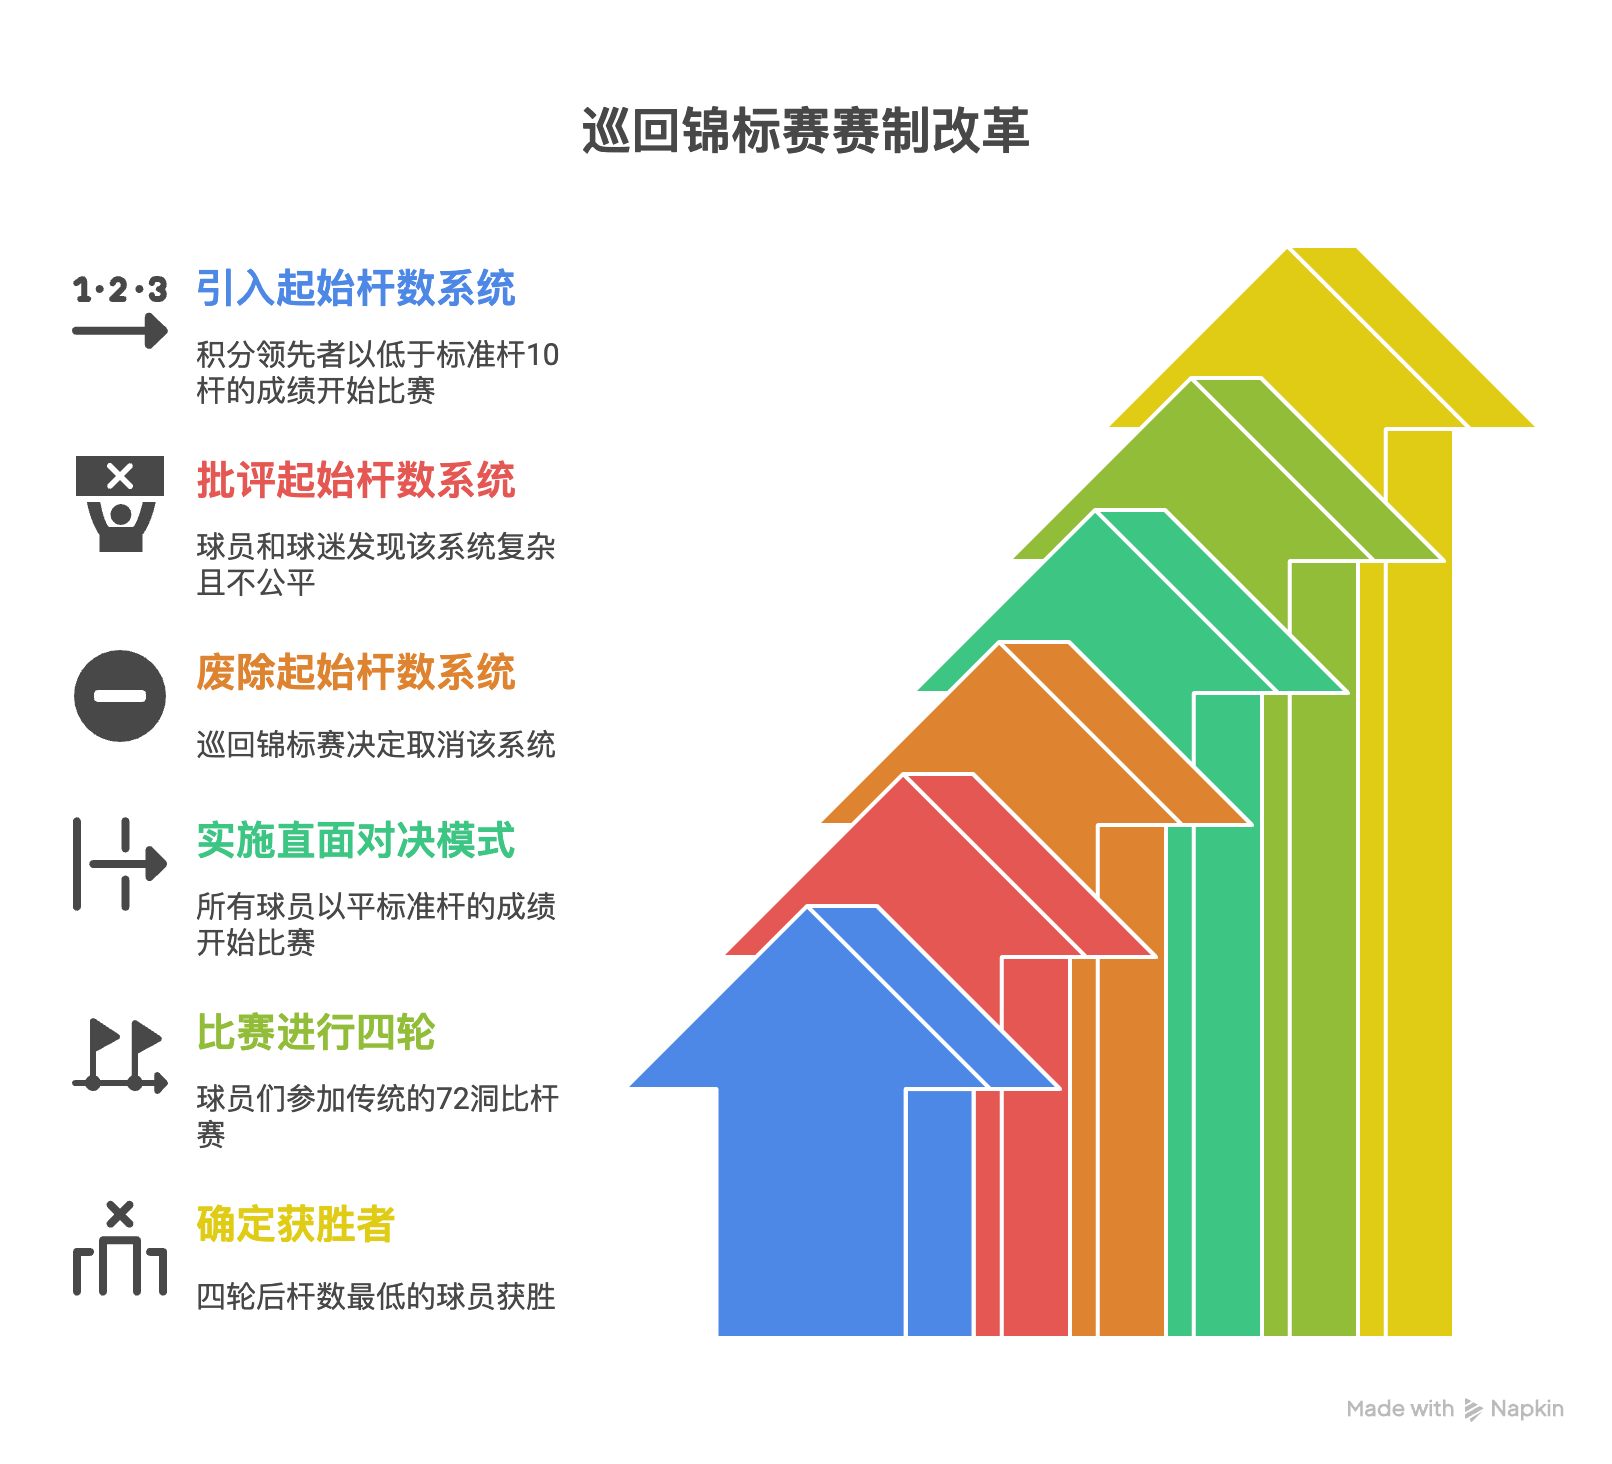 巡回锦标赛赛制改革
1·2·3
引入起始杆数系统
积分领先者以低于标准杆10
杆的成绩开始比赛
批评起始杆数系统
球员和球迷发现该系统复杂
且不公平
废除起始杆数系统
巡回锦标赛决定取消该系统
实施直面对决模式
所有球员以平标准杆的成绩
开始比赛
比赛进行四轮
球员们参加传统的72洞比杆
赛
确定获胜者
四轮后杆数最低的球员获胜
Made with Napkin